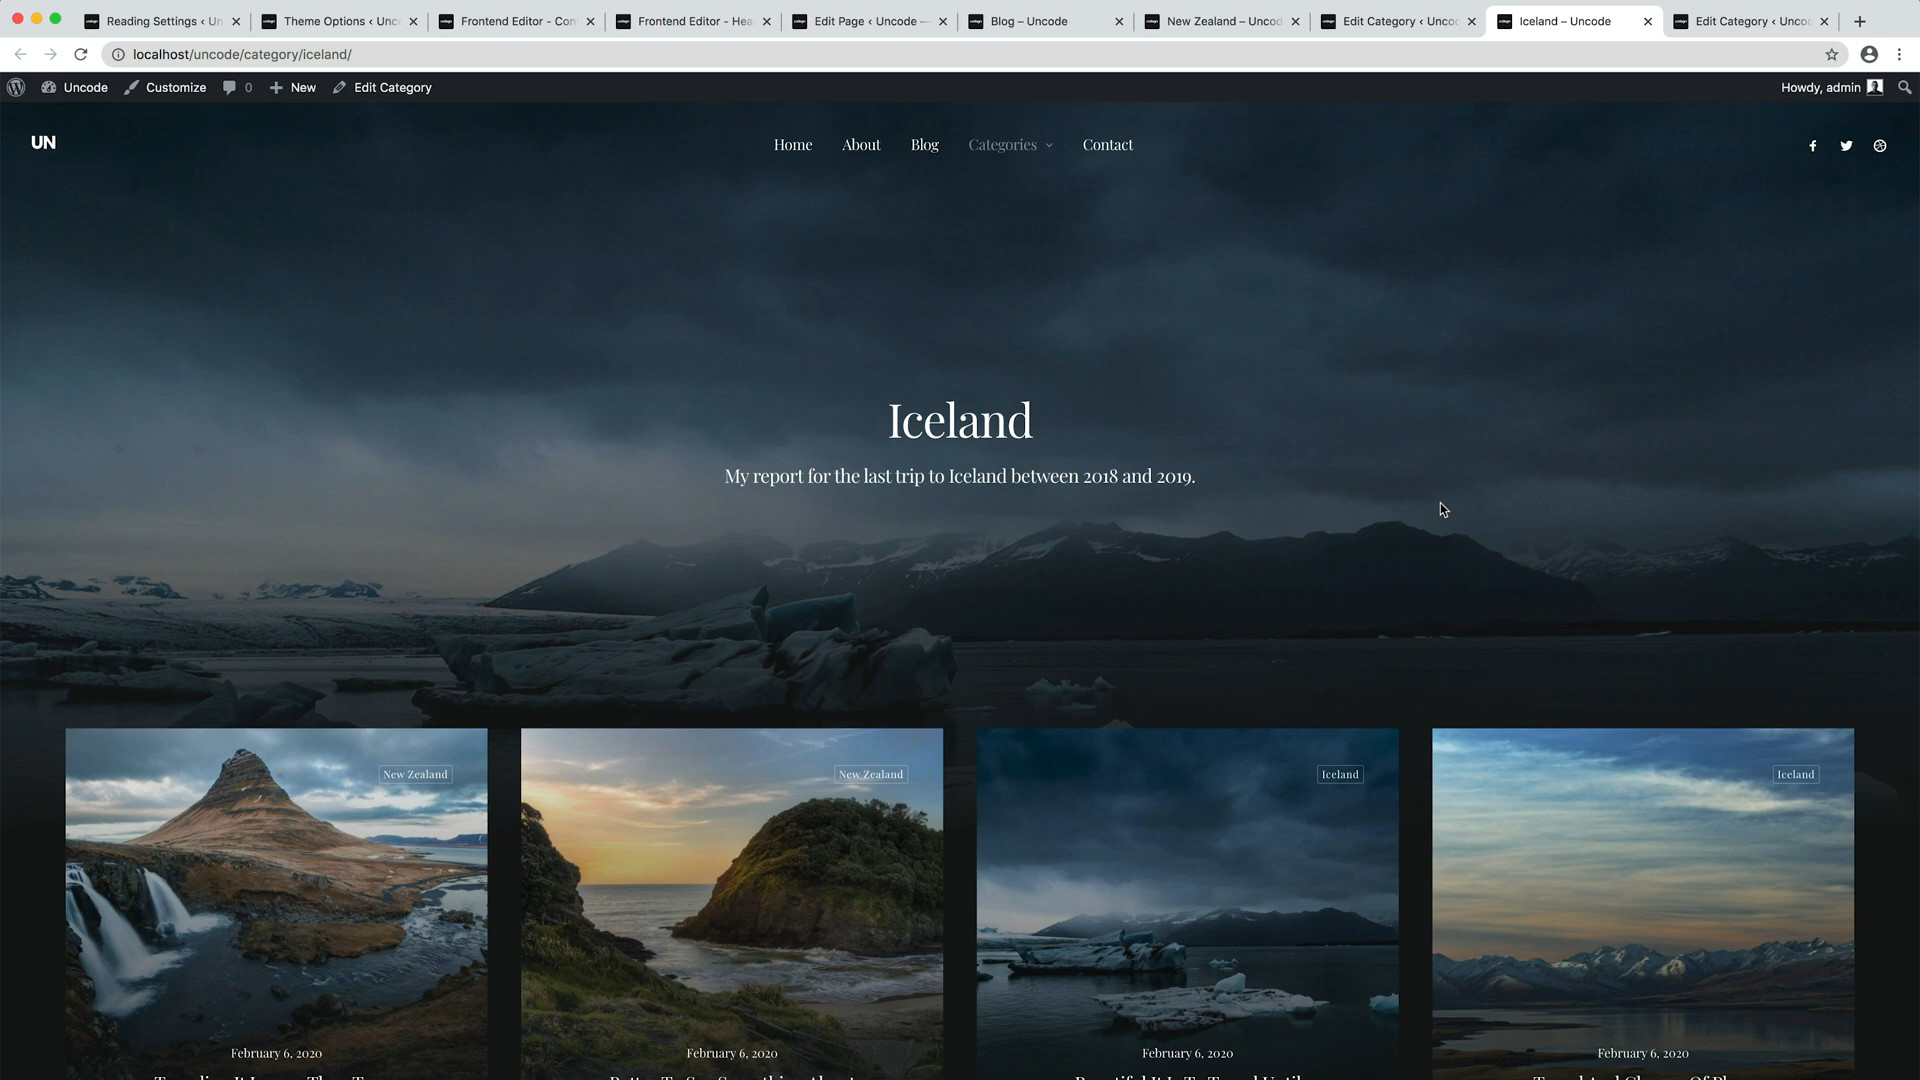 Reading Settings ‹ Un
Theme Options ‹ Unc
Frontend Editor - Con
Frontend Editor - Hea
Edit Page ‹ Uncode —
Blog – Uncode
New Zealand – Uncod
Edit Category ‹ Unco
Iceland – Uncode
Edit Category ‹ Unco
localhost/uncode/category/iceland/
Uncode
Customize
0
New
Edit Category
Howdy, admin
UN
Home
About
Blog
Categories
Contact
Iceland
My report for the last trip to Iceland between 2018 and 2019.
New Zealand
New Zealand
Iceland
Iceland
February 6, 2020
February 6, 2020
February 6, 2020
February 6, 2020